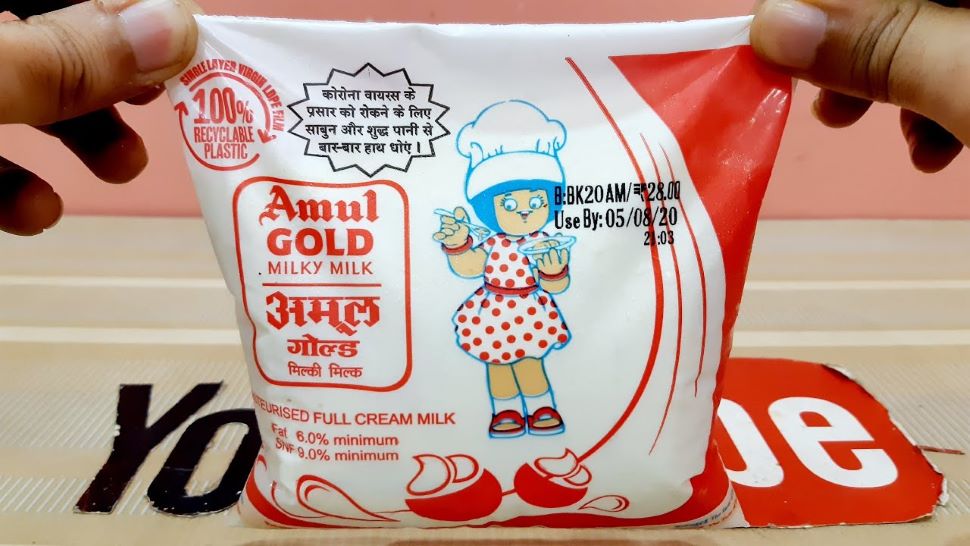 SINGLE LAYER VIRGIN LDPE FILM
100%
RECYCLABLE
PLASTIC
कोरोना वायरस के
प्रसार को रोकने के लिए
साबुन और शुद्ध पानी से
बार-बार हाथ धोएं ।
B:BK20AM/₹28.00
Use By: 05/08/20
21:03
Amul
GOLD
MILKY MILK
अमूल
गोल्ड
मिल्की मिल्क
TEURISED FULL CREAM MILK
Fat 6.0% minimum
SNF 9.0% minimum
Yo be